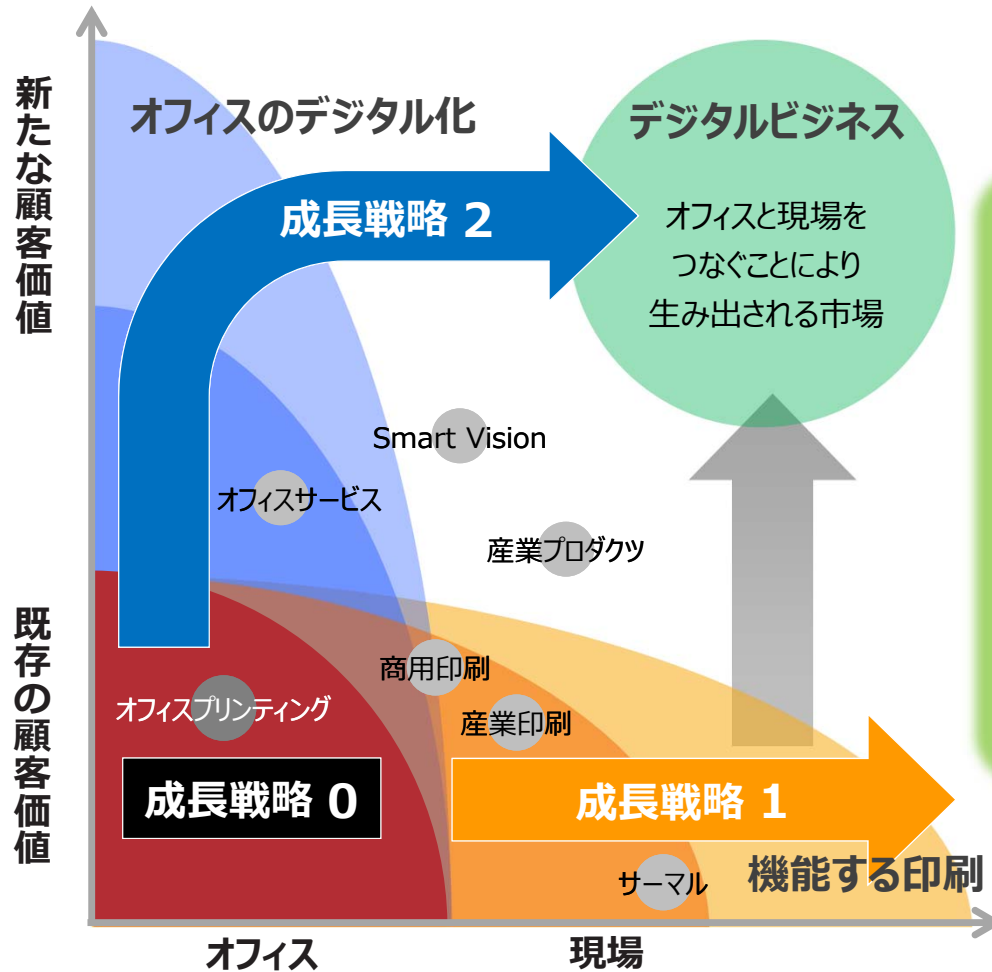 新たな顧客価値
既存の顧客価値
オフィスのデジタル化
デジタルビジネス
成長戦略 2
オフィスと現場を
つなぐことにより
生み出される市場
Smart Vision
オフィスサービス
産業プロダクツ
商用印刷
オフィスプリンティング
産業印刷
成長戦略 0
成長戦略 1
サーマル
機能する印刷
オフィス
現場